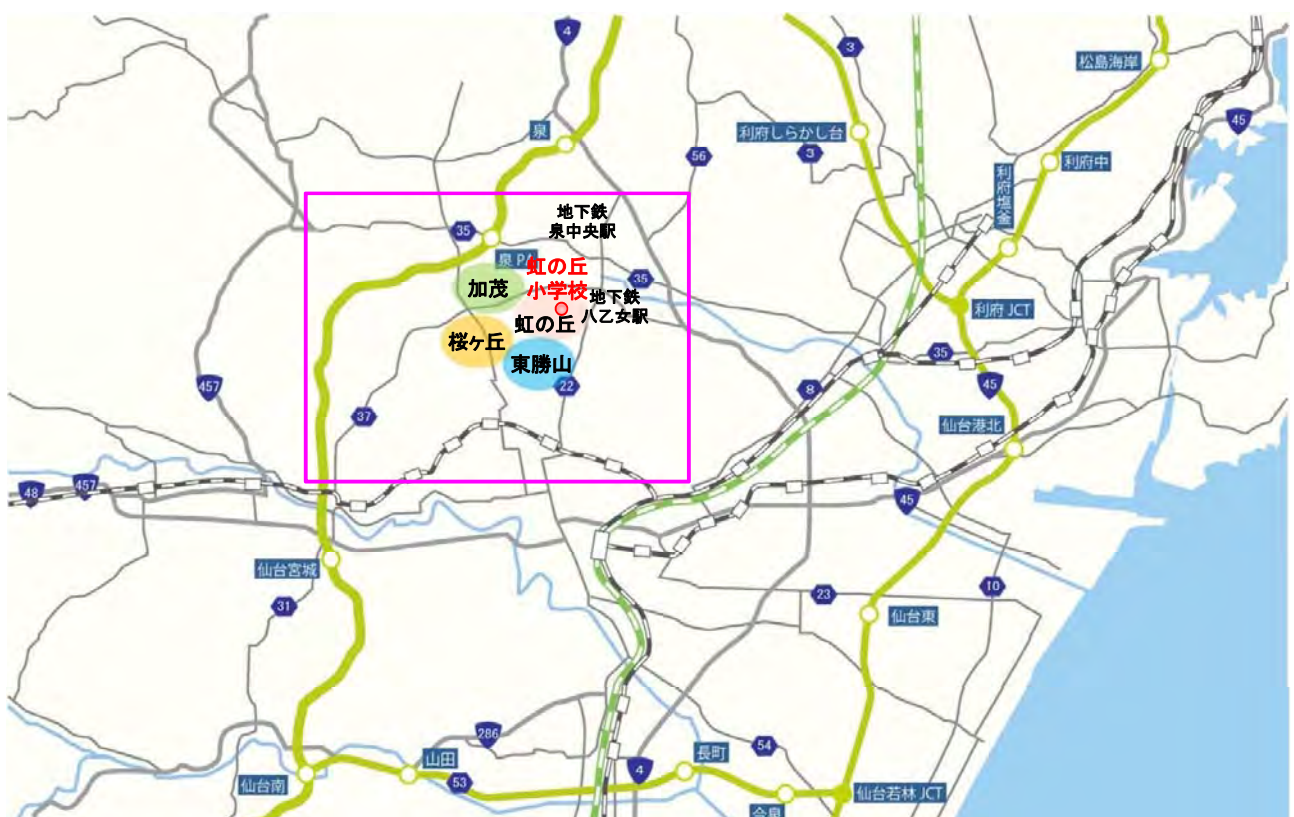 4
3
松島海岸
泉
利府しらかし台
45
56
3
利府中
利府塩釜
地下鉄
泉中央駅
35
泉 PA
虹の丘
小学校
35
加茂
地下鉄
八乙女駅
利府 JCT
虹の丘
桜ヶ丘
東勝山
35
22
457
8
45
37
仙台港北
48
457
45
仙台宮城
31
23
10
仙台東
286
山田
長町
54
4
仙台南
53
仙台若林 JCT
今泉